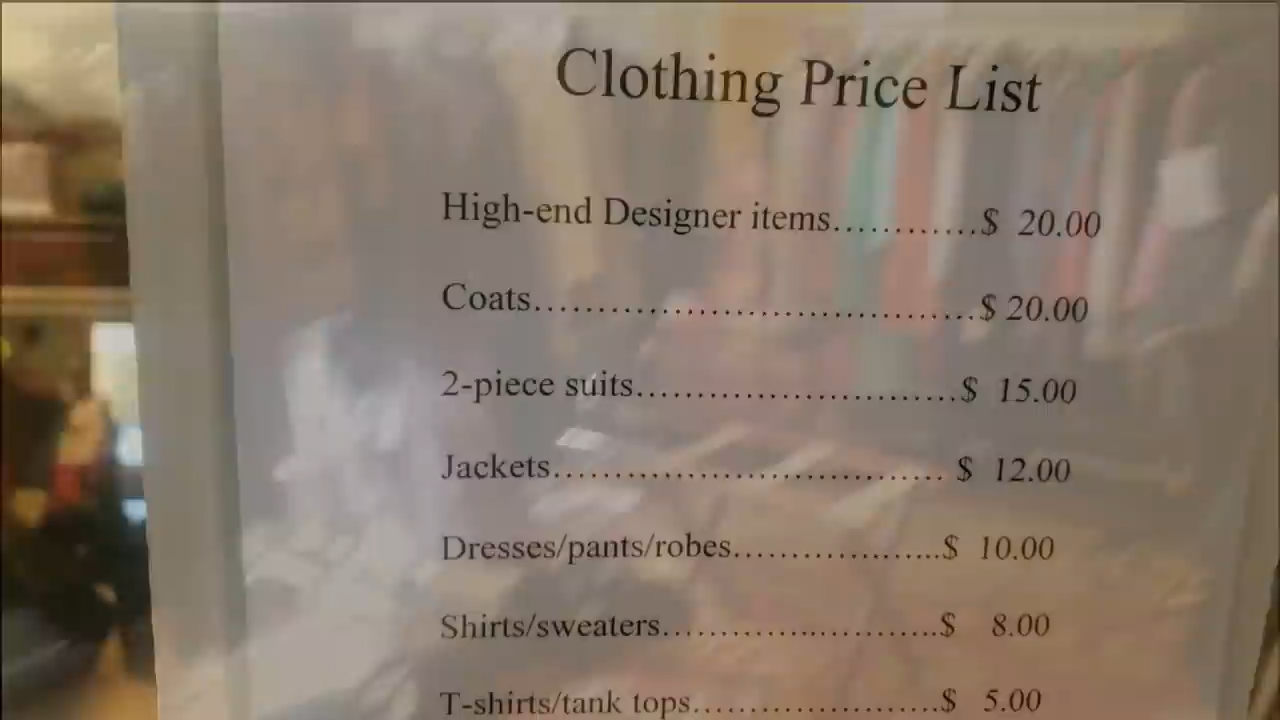 Clothing Price List
High-end Designer items............$ 20.00
Coats...................................$ 20.00
2-piece suits..........................$ 15.00
Jackets................................ $ 12.00
Dresses/pants/robes....................$ 10.00
Shirts/sweaters.......................$ 8.00
T-shirts/tank tops....................$ 5.00